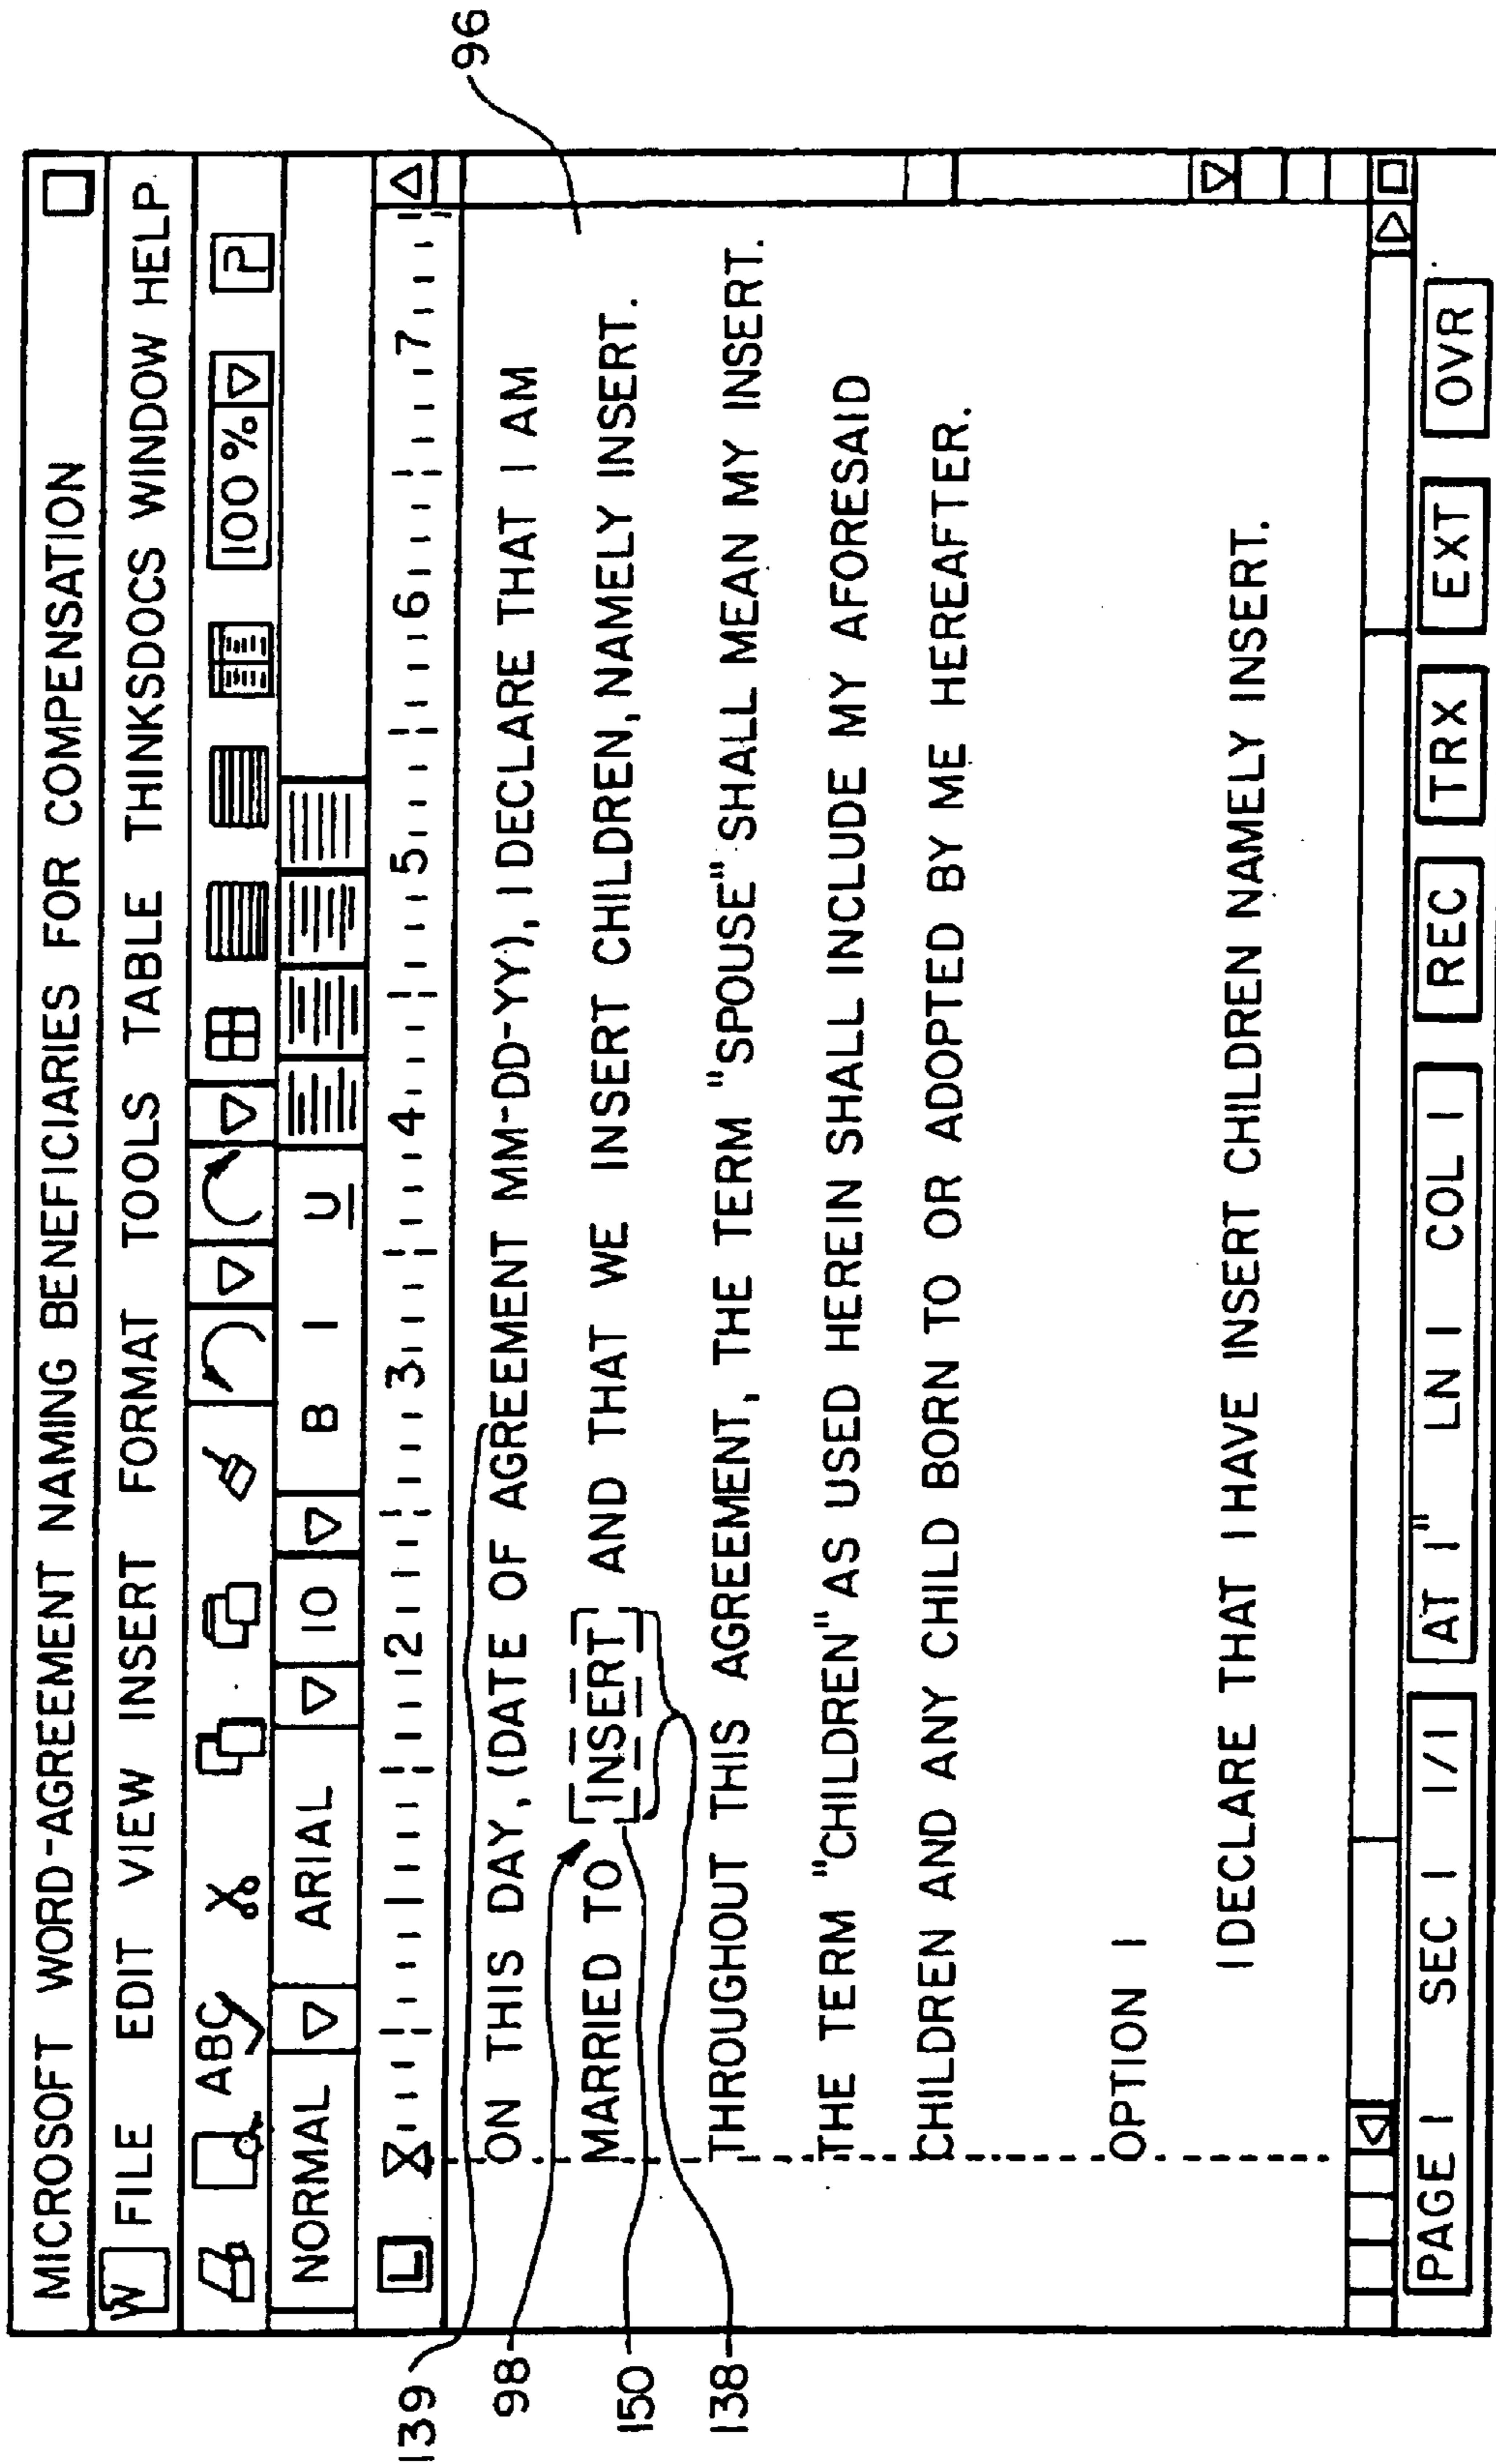 MICROSOFT WORD-AGREEMENT NAMING BENEFICIARIES FOR COMPENSATION
W FILE EDIT VIEW INSERT FORMAT TOOLS TABLE THINKSDOCS WINDOW HELP
ABC 100 % ?
NORMAL ARIAL 10 B I U
L 1 2 3 4 5 6 7
ON THIS DAY, (DATE OF AGREEMENT MM-DD-YY), I DECLARE THAT I AM
MARRIED TO INSERT AND THAT WE INSERT CHILDREN, NAMELY INSERT.
THROUGHOUT THIS AGREEMENT, THE TERM "SPOUSE" SHALL MEAN MY INSERT.
THE TERM "CHILDREN" AS USED HEREIN SHALL INCLUDE MY AFORESAID
CHILDREN AND ANY CHILD BORN TO OR ADOPTED BY ME HEREAFTER.
OPTION 1
I DECLARE THAT I HAVE INSERT CHILDREN NAMELY INSERT.
PAGE 1 SEC 1 1/1 AT 1" LN 1 COL 1 REC TRX EXT OVR
139
98
150
138
96